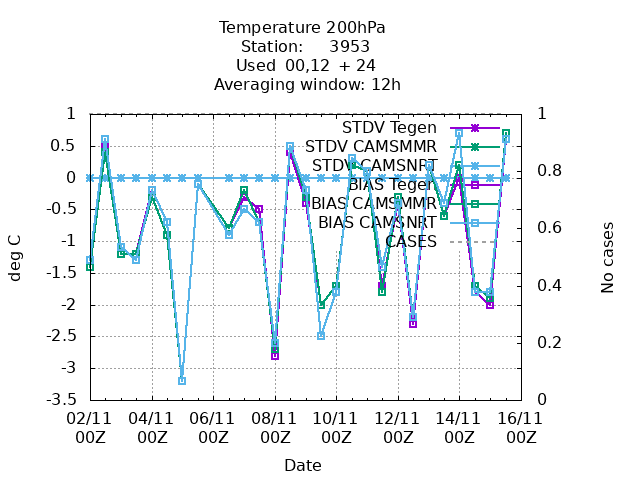 Temperature 200hPa
Station: 3953
Used 00,12 + 24
Averaging window: 12h
1
0.5
0
-0.5
-1
-1.5
-2
-2.5
-3
-3.5
deg C
1
0.8
0.6
0.4
0.2
0
No cases
STDV Tegen
STDV CAMSMMR
STDV CAMSNRT
BIAS Tegen
BIAS CAMSMMR
BIAS CAMSNRT
CASES
02/11 04/11 06/11 08/11 10/11 12/11 14/11 16/11
00Z 00Z 00Z 00Z 00Z 00Z 00Z 00Z
Date